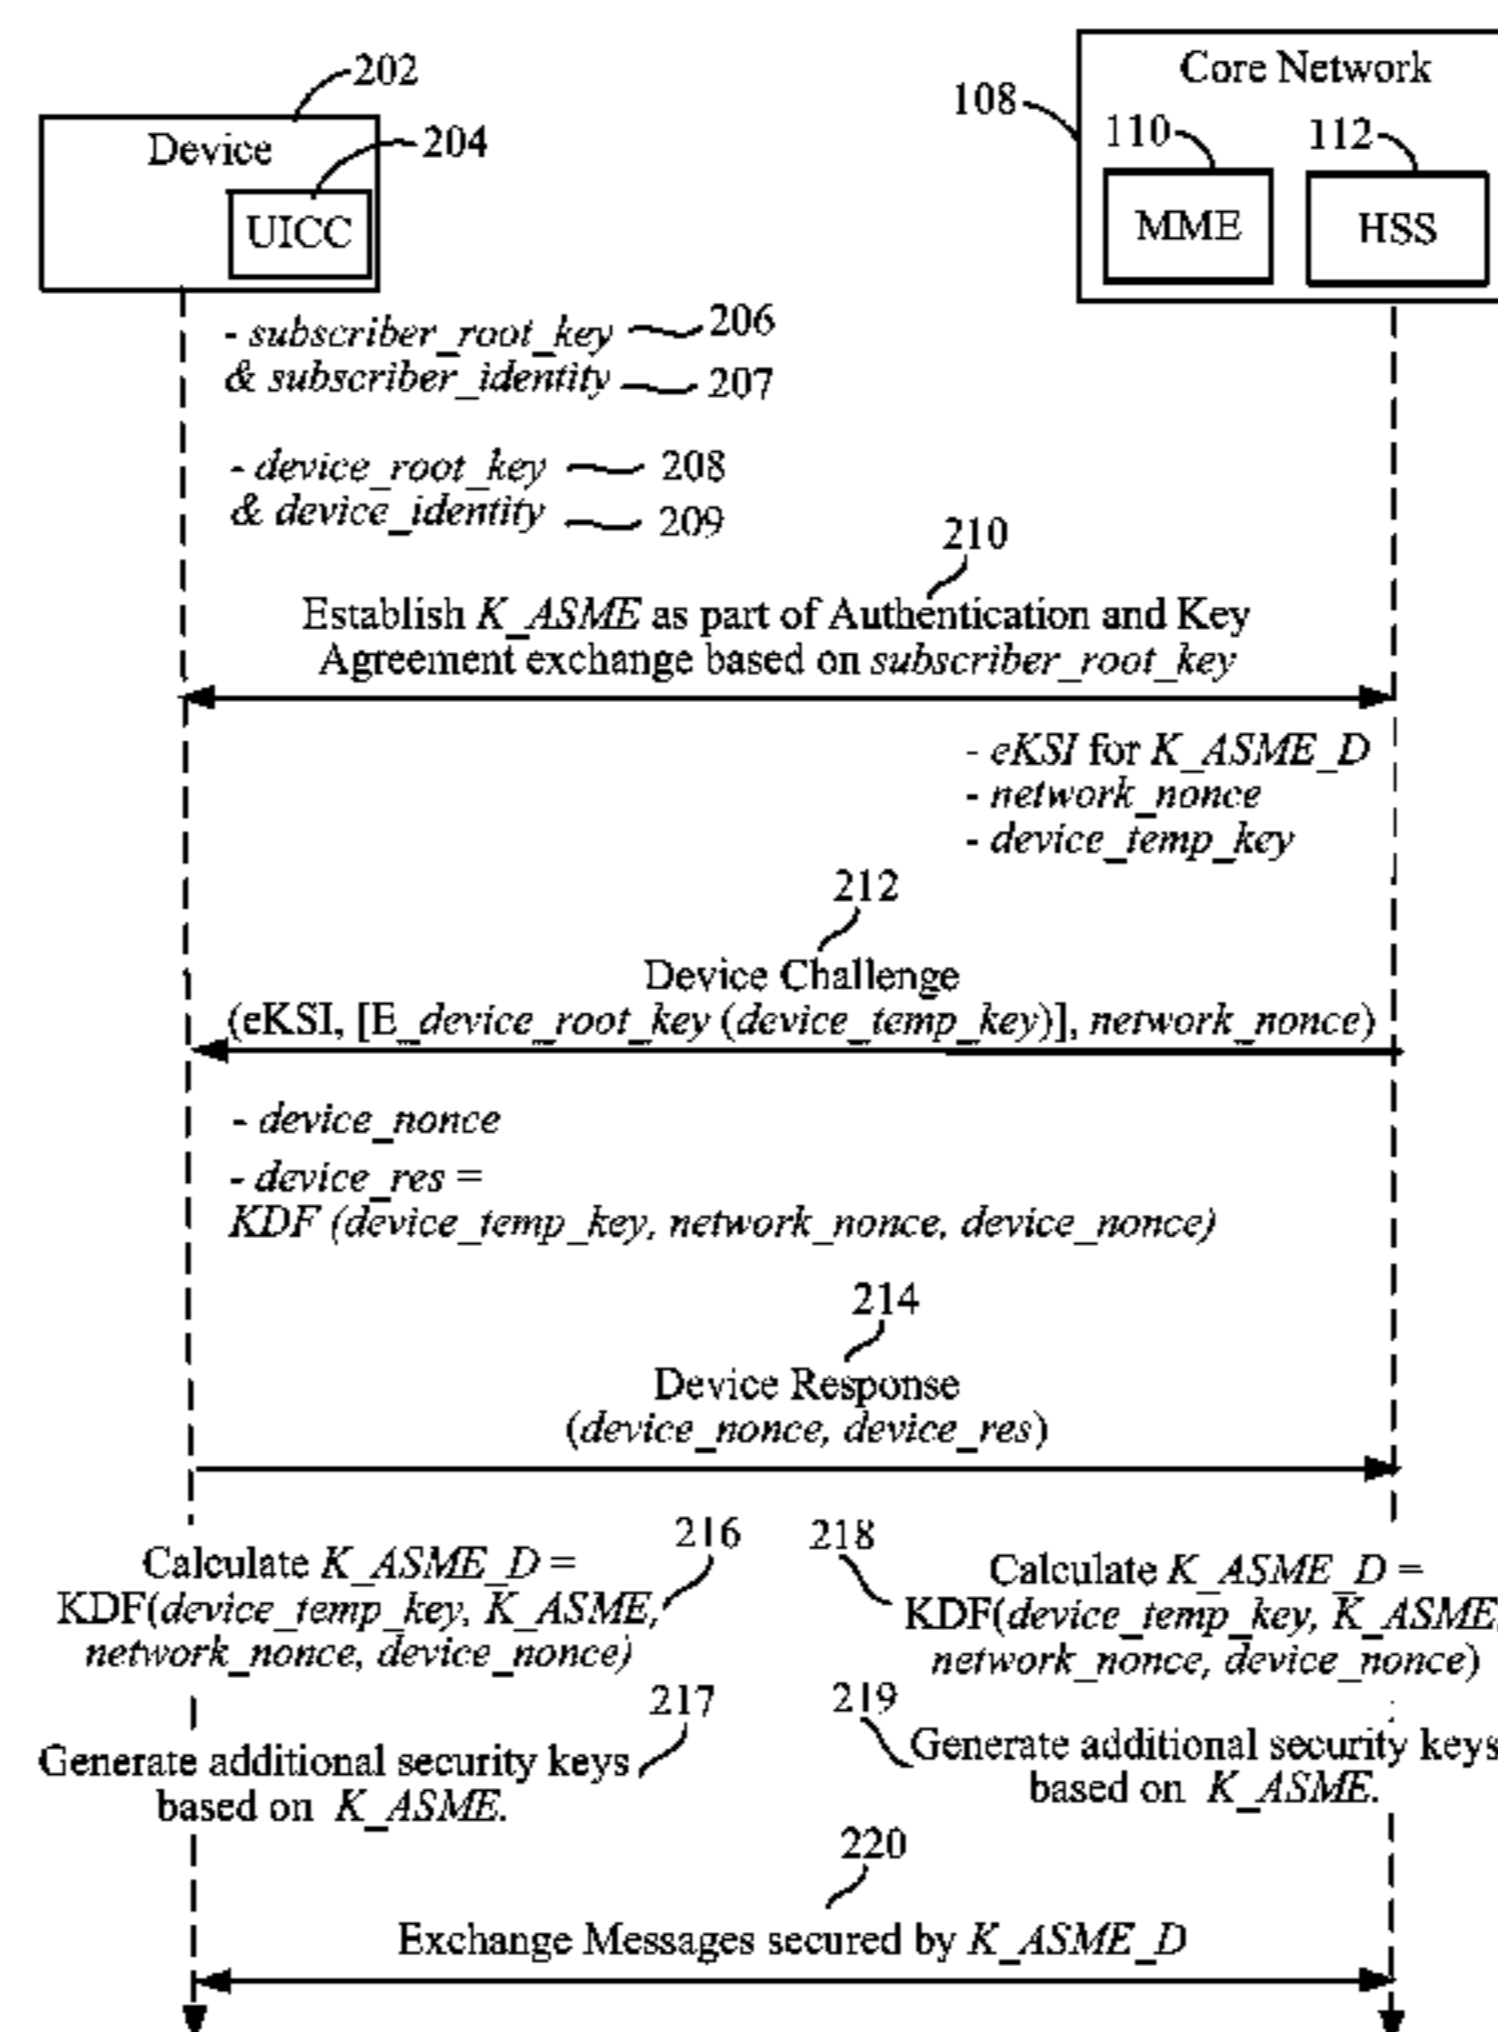 202
Device
204
UICC
Core Network
108
110
112
MME
HSS
- subscriber_root_key 206
& subscriber_identity 207
- device_root_key 208
& device_identity 209
210
Establish K_ASME as part of Authentication and Key
Agreement exchange based on subscriber_root_key
- eKSI for K_ASME_D
- network_nonce
- device_temp_key
212
Device Challenge
(eKSI, [E_device_root_key (device_temp_key)], network_nonce)
- device_nonce
- device_res =
KDF (device_temp_key, network_nonce, device_nonce)
214
Device Response
(device_nonce, device_res)
216
Calculate K_ASME_D =
KDF(device_temp_key, K_ASME,
network_nonce, device_nonce)
218
Calculate K_ASME_D =
KDF(device_temp_key, K_ASME,
network_nonce, device_nonce)
217
Generate additional security keys
based on K_ASME.
219
Generate additional security keys
based on K_ASME.
220
Exchange Messages secured by K_ASME_D